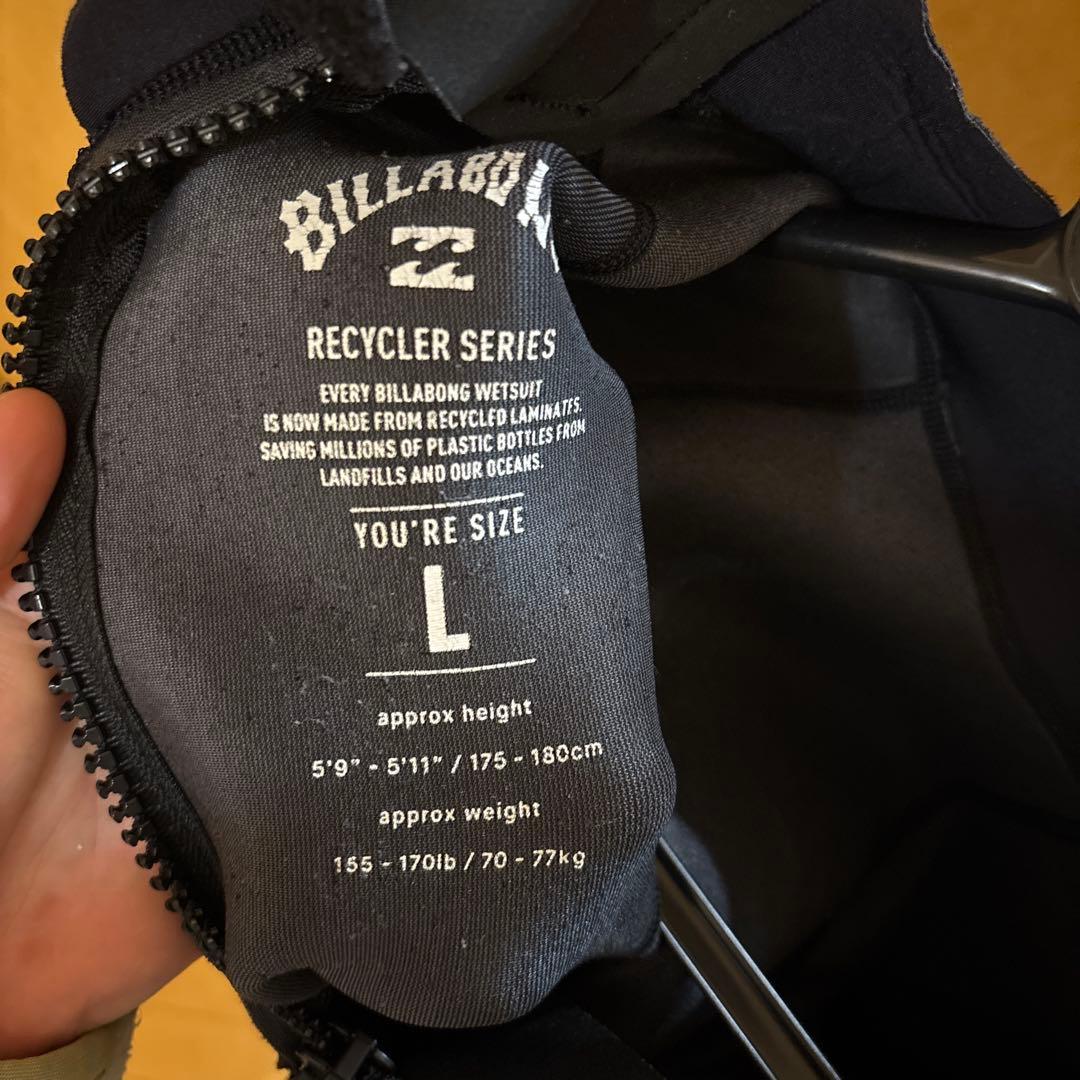 BILLABO
RECYCLER SERIES
EVERY BILLABONG WETSUIT
IS NOW MADE FROM RECYCLED LAMINATES.
SAVING MILLIONS OF PLASTIC BOTTLES FROM
LANDFILLS AND OUR OCEANS.
YOU'RE SIZE
L
approx height
5'9" - 5'11" / 175 - 180cm
approx weight
155 - 170lb / 70 - 77kg